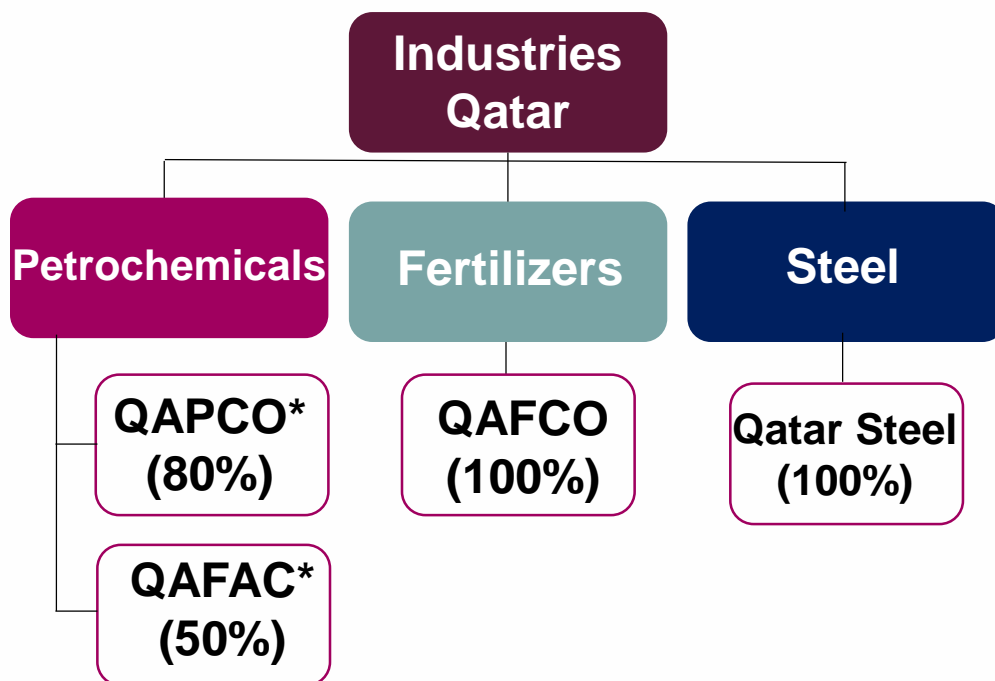 Industries
Qatar
Petrochemicals
Fertilizers
Steel
QAPCO*
(80%)
QAFCO
(100%)
Qatar Steel
(100%)
QAFAC*
(50%)